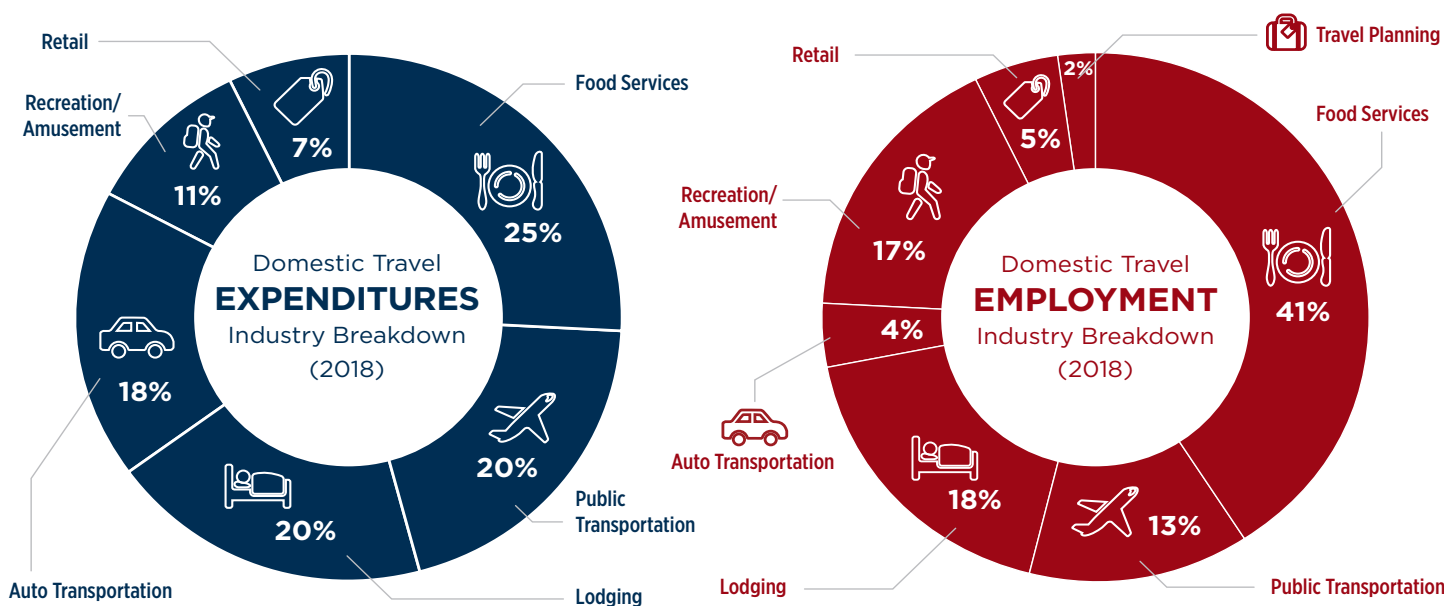 Retail
Recreation/
Amusement
Food Services
7%
11%
25%
Domestic Travel
EXPENDITURES
Industry Breakdown
(2018)
18%
20%
20%
Public
Transportation
Auto Transportation
Lodging
Travel Planning
Retail
2%
Food Services
5%
Recreation/
Amusement
17%
41%
Domestic Travel
EMPLOYMENT
Industry Breakdown
(2018)
4%
Auto Transportation
18%
13%
Lodging
Public Transportation